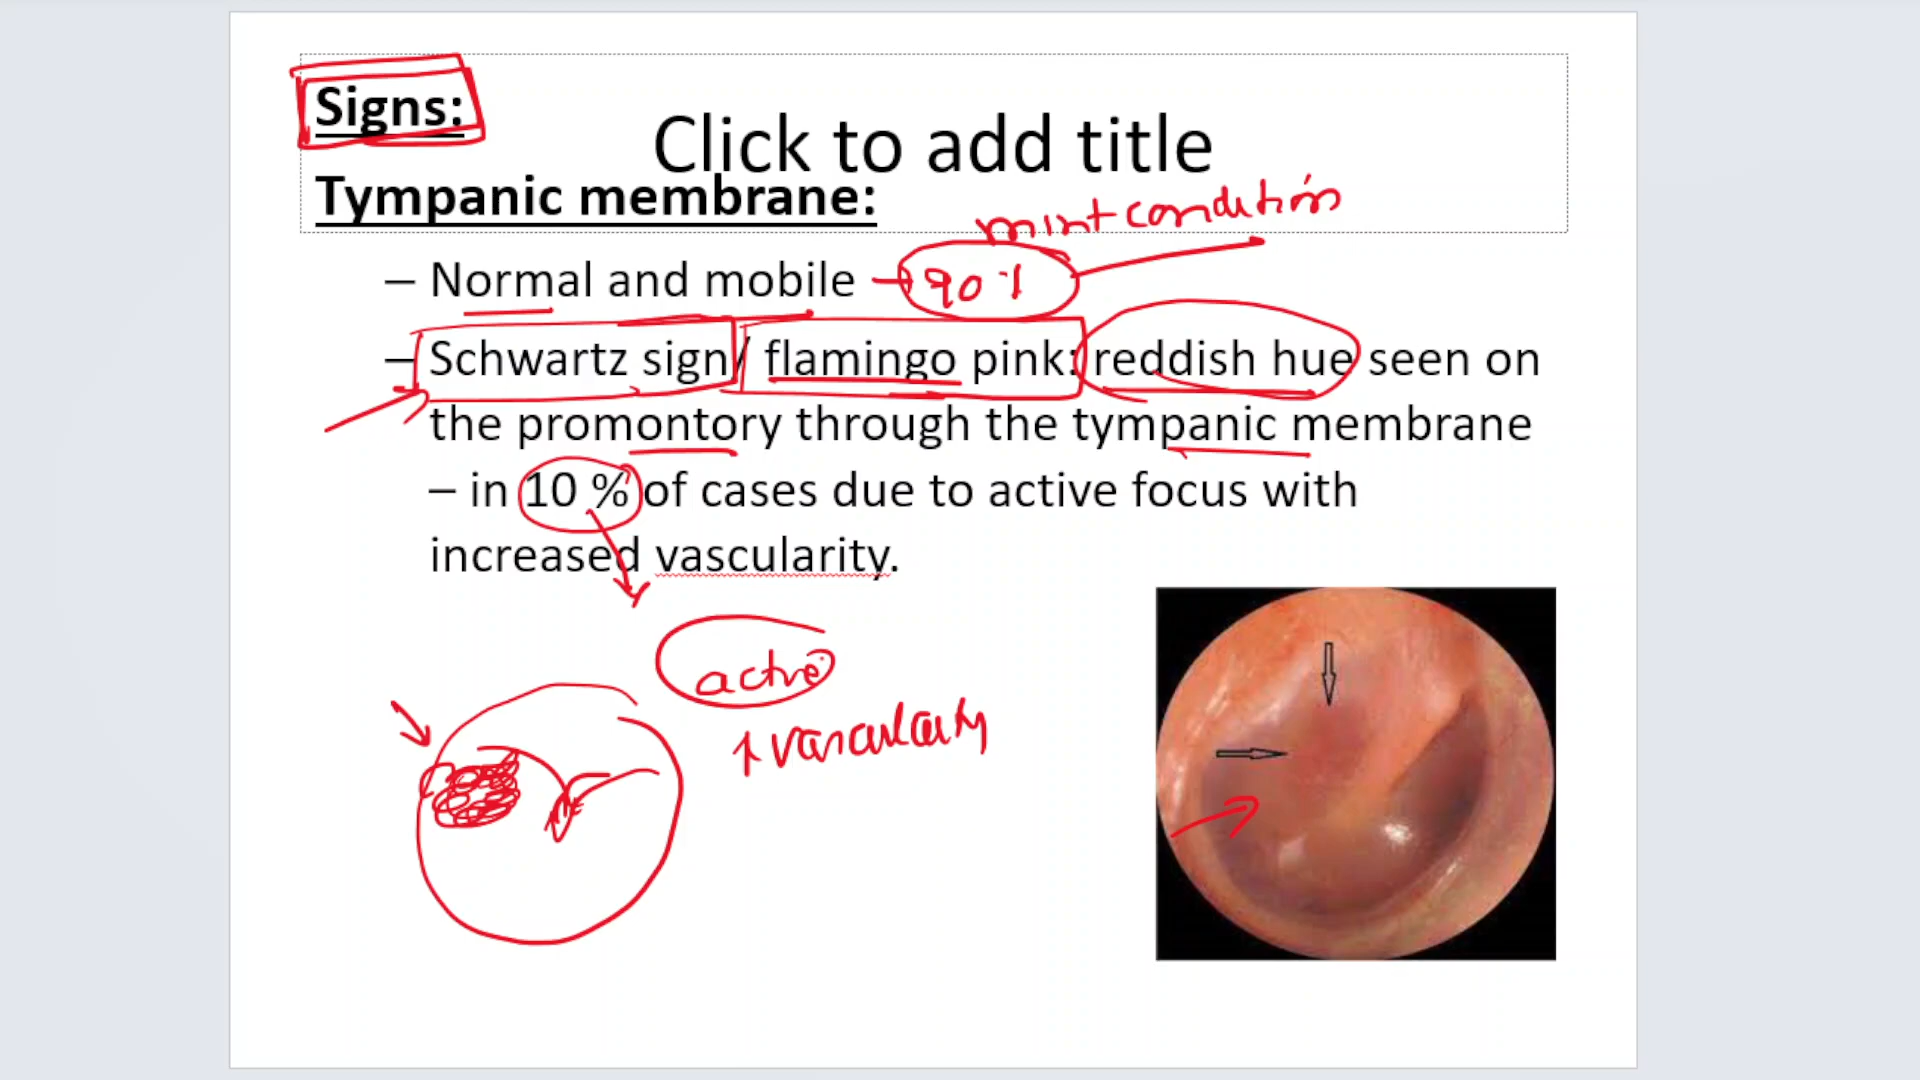 Signs:
Click to add title
Tympanic membrane:
mint condition
– Normal and mobile → 90%
– Schwartz sign/ flamingo pink: reddish hue seen on
the promontory through the tympanic membrane
– in 10 % of cases due to active focus with
increased vascularity.
active
↑ vascularity